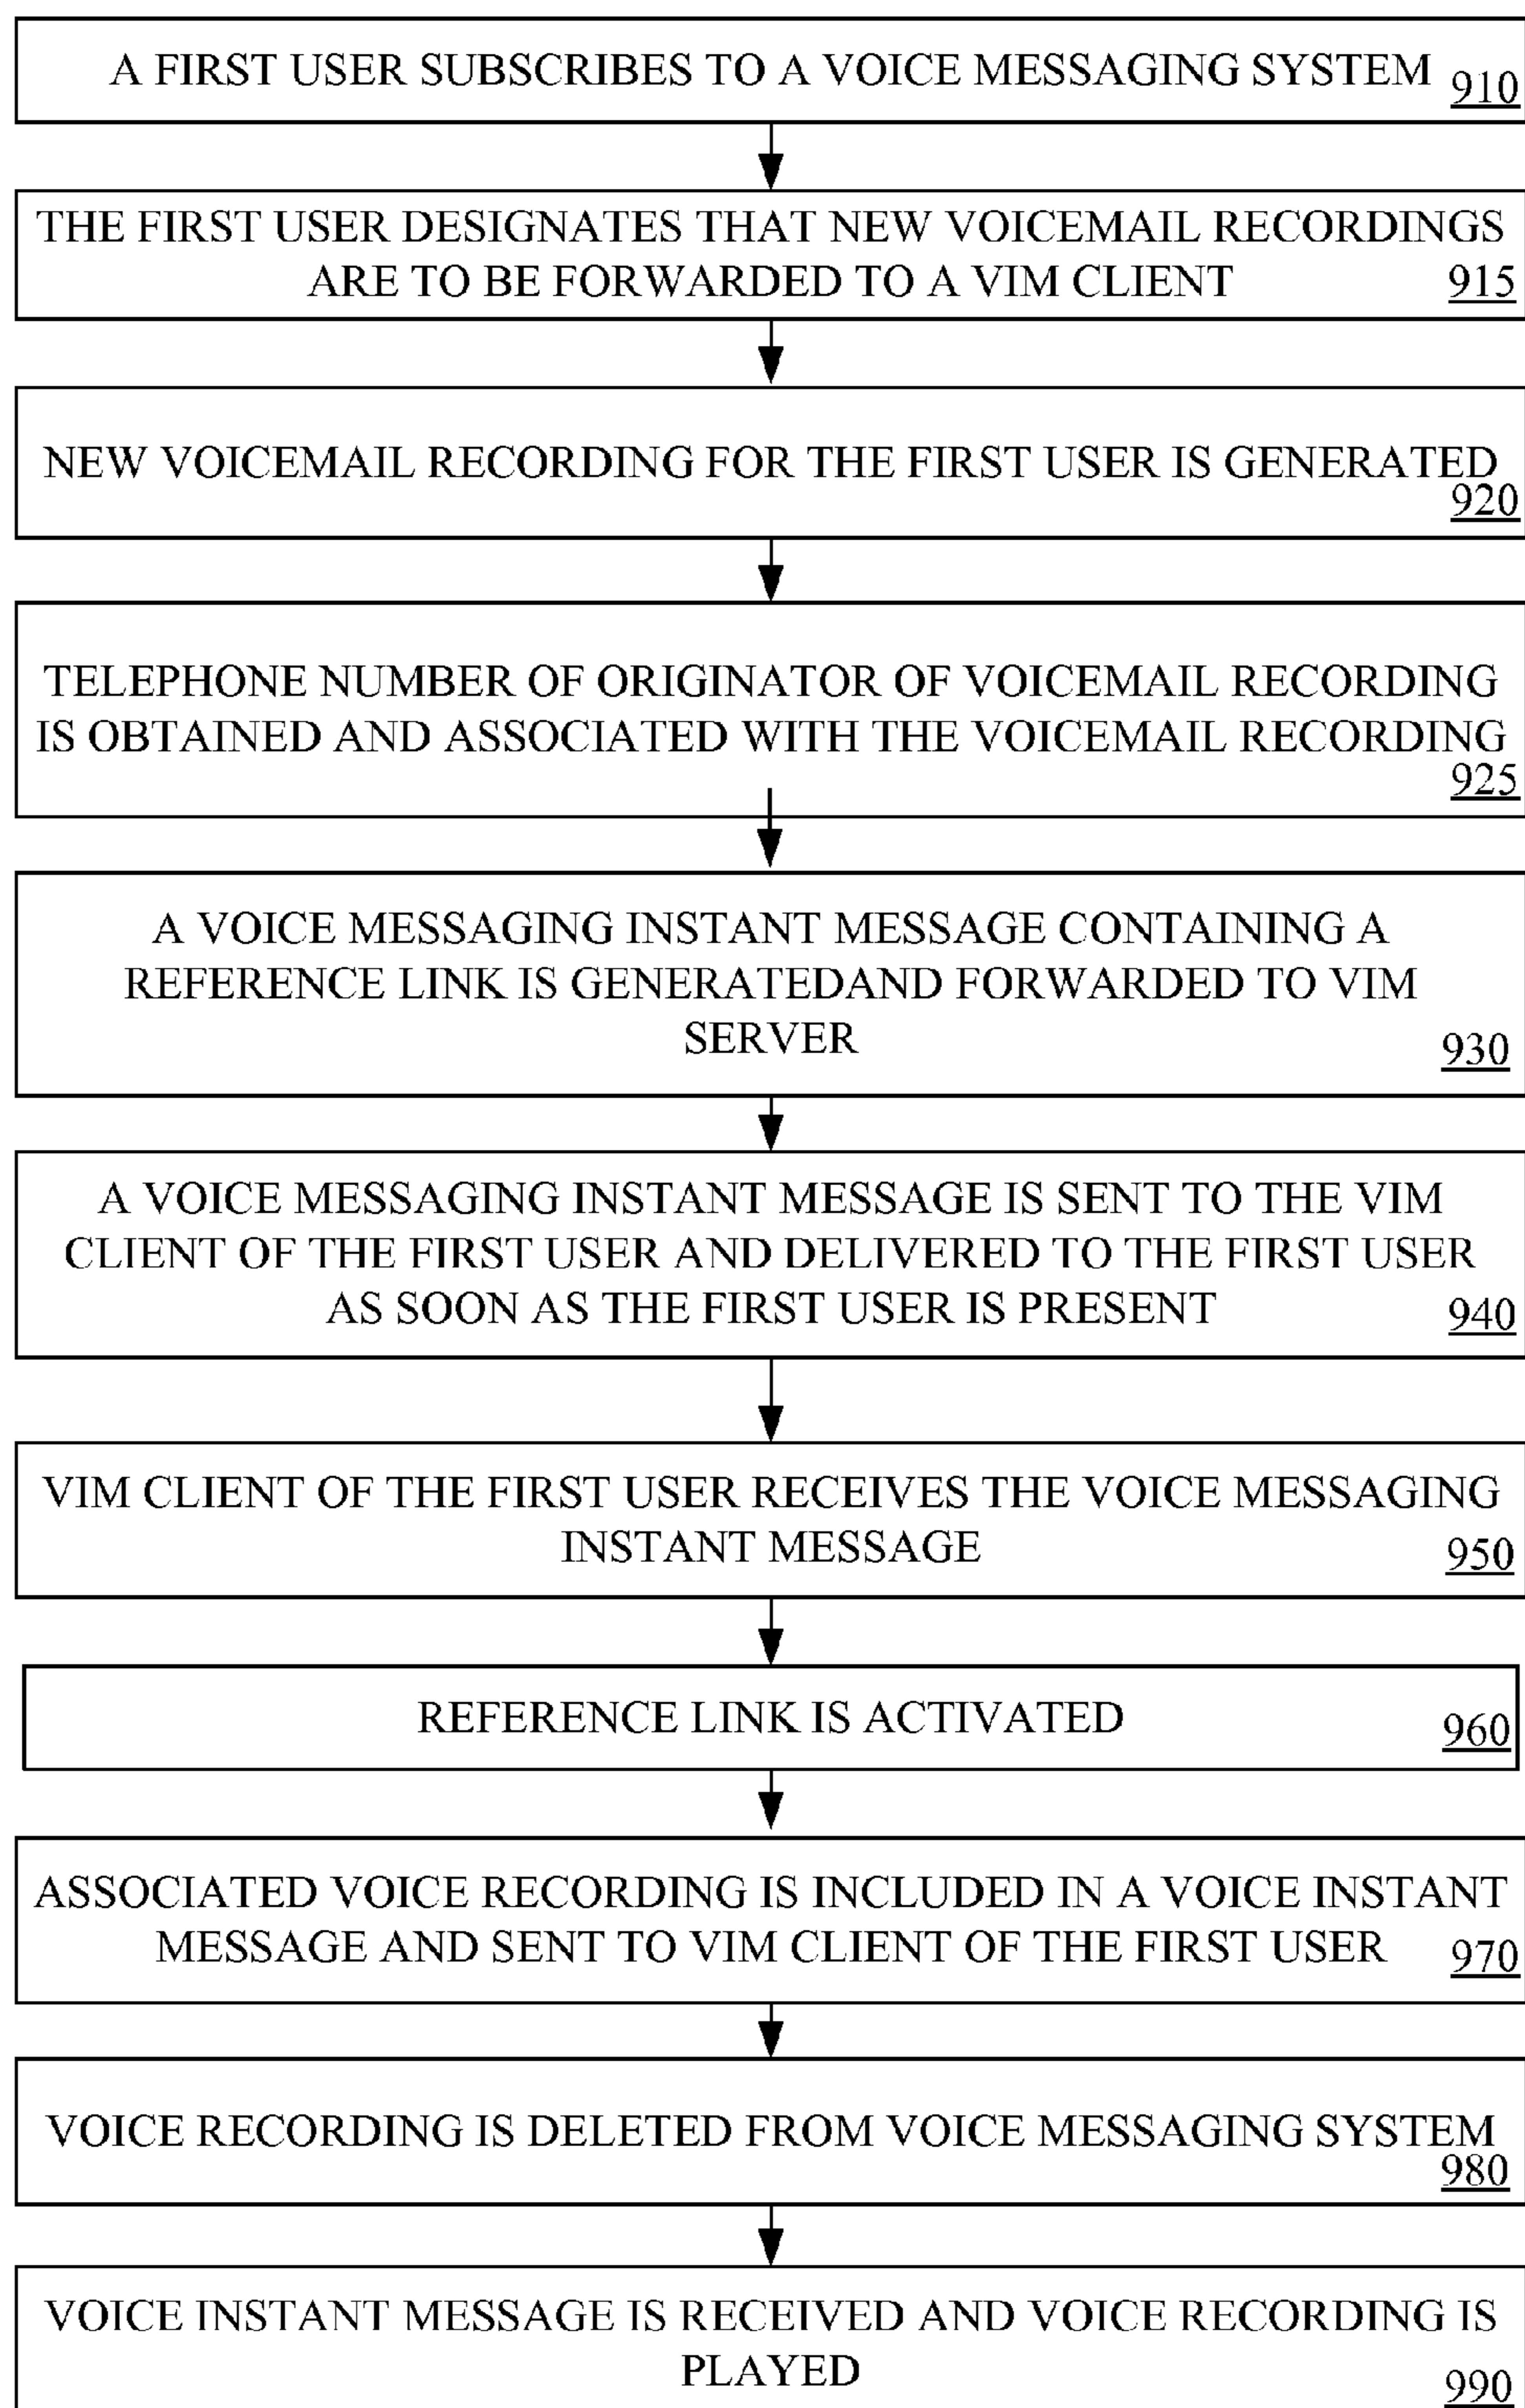 A FIRST USER SUBSCRIBES TO A VOICE MESSAGING SYSTEM
910
THE FIRST USER DESIGNATES THAT NEW VOICEMAIL RECORDINGS
ARE TO BE FORWARDED TO A VIM CLIENT
915
NEW VOICEMAIL RECORDING FOR THE FIRST USER IS GENERATED
920
TELEPHONE NUMBER OF ORIGINATOR OF VOICEMAIL RECORDING
IS OBTAINED AND ASSOCIATED WITH THE VOICEMAIL RECORDING
925
A VOICE MESSAGING INSTANT MESSAGE CONTAINING A
REFERENCE LINK IS GENERATEDAND FORWARDED TO VIM
SERVER
930
A VOICE MESSAGING INSTANT MESSAGE IS SENT TO THE VIM
CLIENT OF THE FIRST USER AND DELIVERED TO THE FIRST USER
AS SOON AS THE FIRST USER IS PRESENT
940
VIM CLIENT OF THE FIRST USER RECEIVES THE VOICE MESSAGING
INSTANT MESSAGE
950
REFERENCE LINK IS ACTIVATED
960
ASSOCIATED VOICE RECORDING IS INCLUDED IN A VOICE INSTANT
MESSAGE AND SENT TO VIM CLIENT OF THE FIRST USER
970
VOICE RECORDING IS DELETED FROM VOICE MESSAGING SYSTEM
980
VOICE INSTANT MESSAGE IS RECEIVED AND VOICE RECORDING IS
PLAYED
990